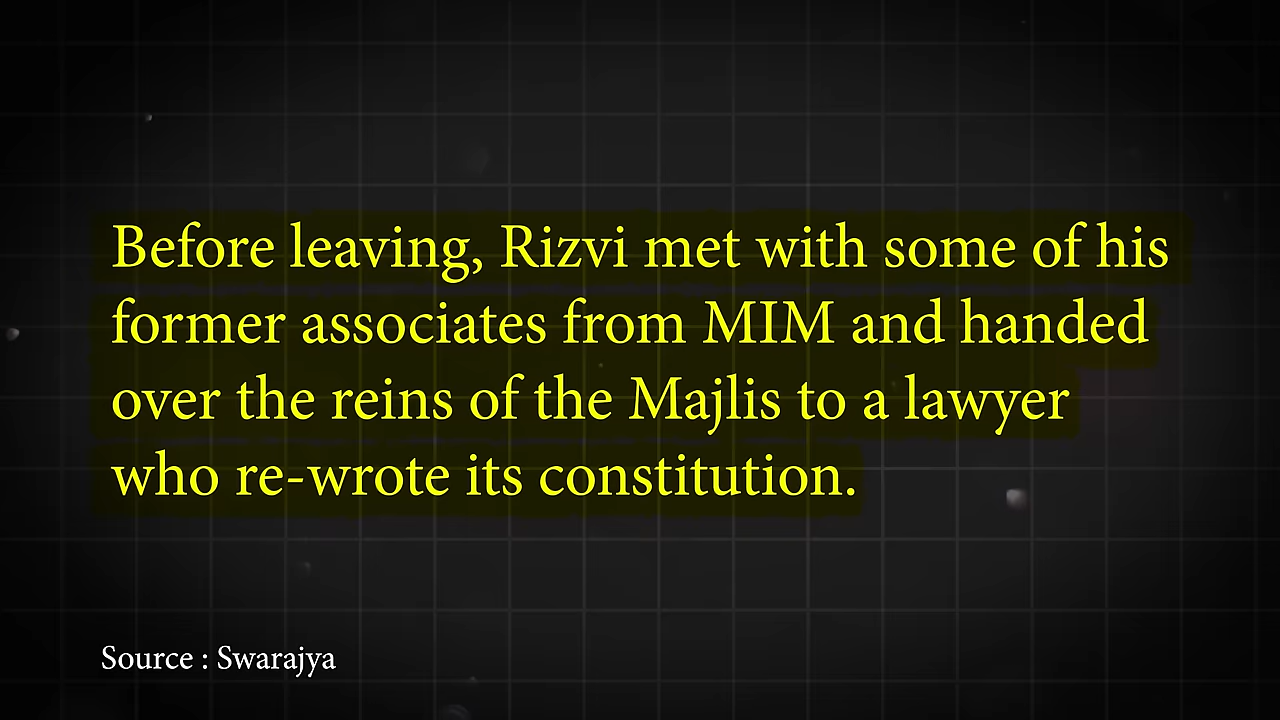 Before leaving, Rizvi met with some of his
former associates from MIM and handed
over the reins of the Majlis to a lawyer
who re-wrote its constitution.
Source : Swarajya